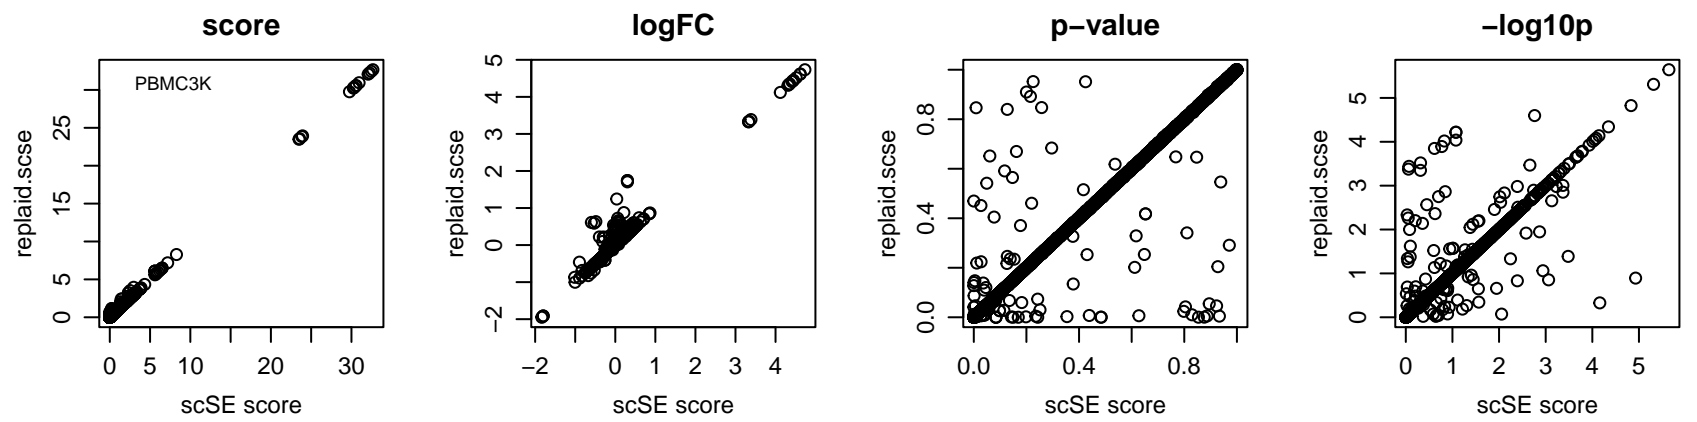 score
logFC
p−value
−log10p
PBMC3K
replaid.scse
0 5 15 25
0 5 10 20 30
scSE score
replaid.scse
−2 0 1 2 3 4 5
−2 0 1 2 3 4
scSE score
replaid.scse
0.0 0.4 0.8
0.0 0.4 0.8
scSE score
replaid.scse
0 1 2 3 4 5
0 1 2 3 4 5
scSE score